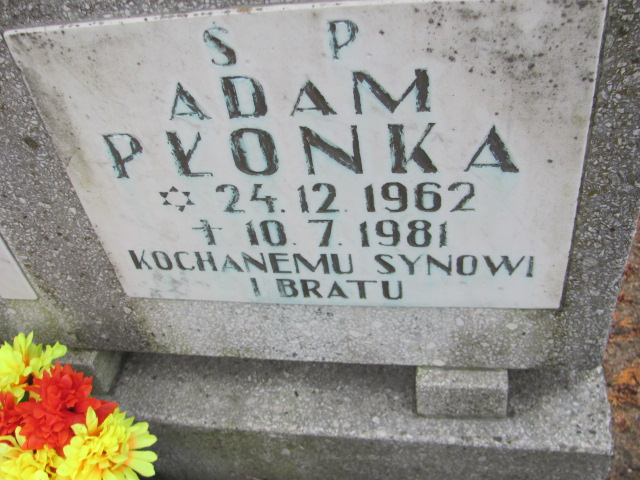 S P
ADAM
PŁONKA
✡ 24. 12. 1962
✝ 10. 7. 1981
KOCHANEMU SYNOWI
I BRATU